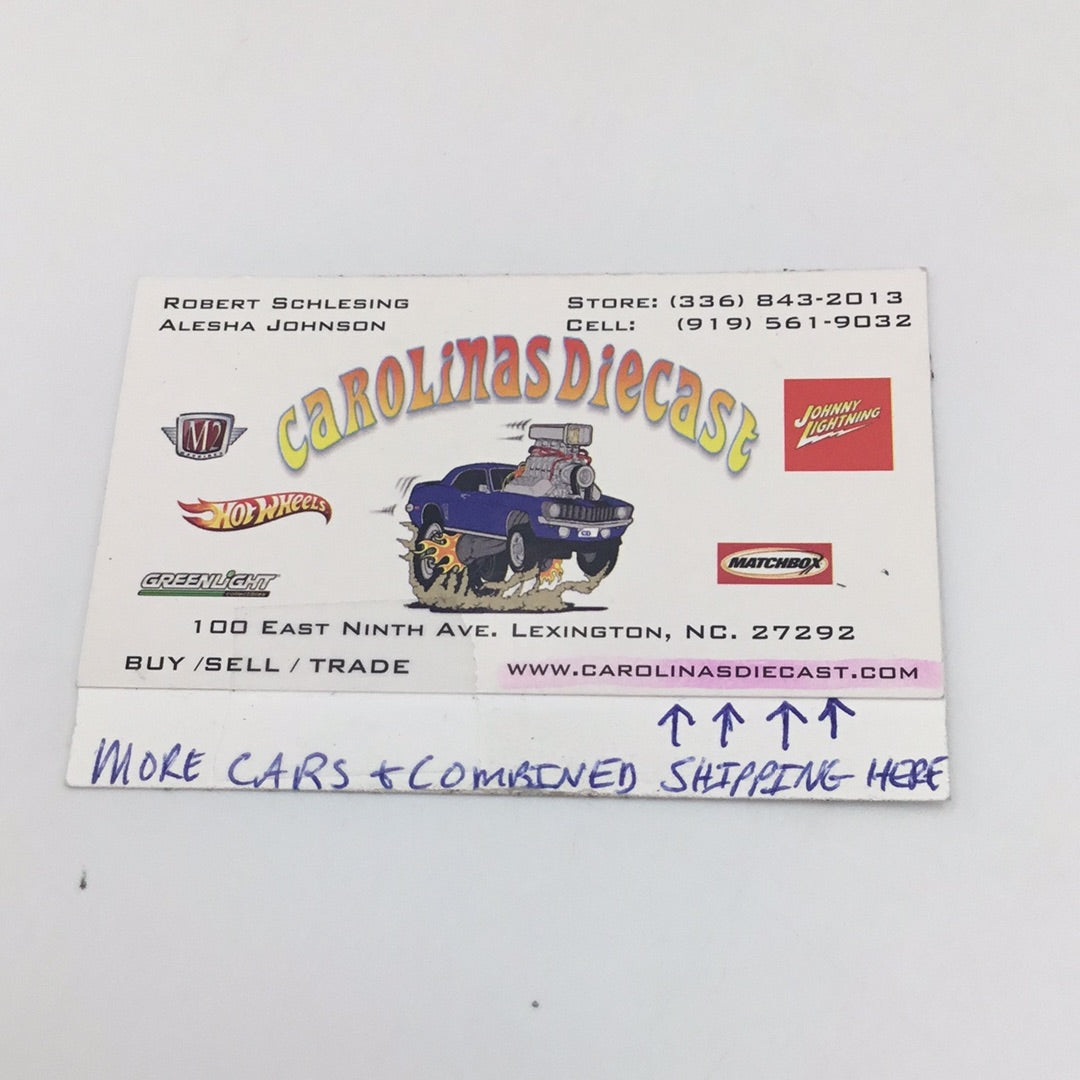 ROBERT SCHLESING
ALESHA JOHNSON
STORE: (336) 843-2013
CELL: (919) 561-9032
CAROLINAS DIECAST
M2
JOHNNY
LIGHTNING
HOT WHEELS
CD
GREENLIGHT
collectibles
MATCHBOX
100 EAST NINTH AVE. LEXINGTON, NC. 27292
BUY /SELL / TRADE
WWW.CAROLINASDIECAST.COM
MORE CARS + COMBINED SHIPPING HERE